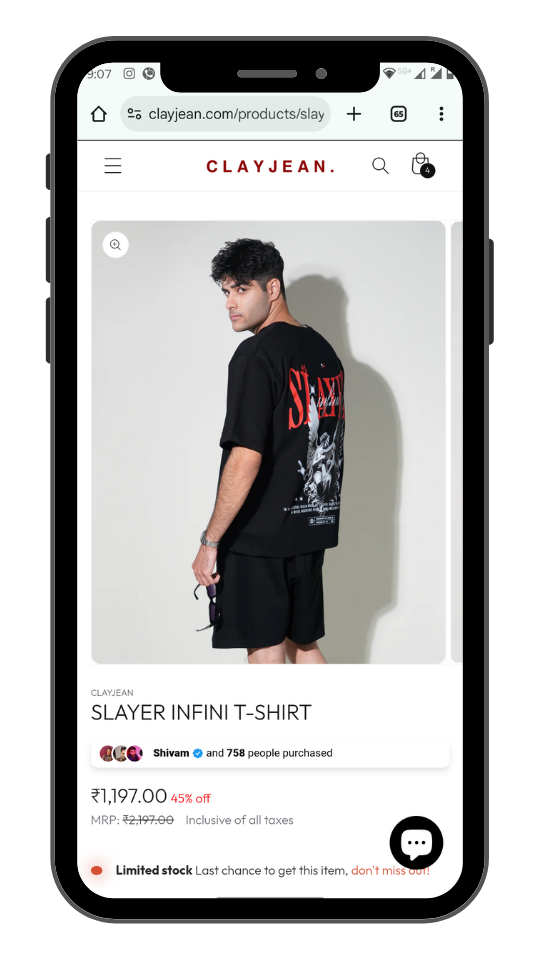 9:07
5G+
R
clayjean.com/products/slay
65
CLAYJEAN.
4
SLAYER
CLAYJEAN
SLAYER INFINI T-SHIRT
Shivam and 758 people purchased
₹1,197.00 45% off
MRP: ₹2,197.00 Inclusive of all taxes
Limited stock Last chance to get this item, don't miss out!